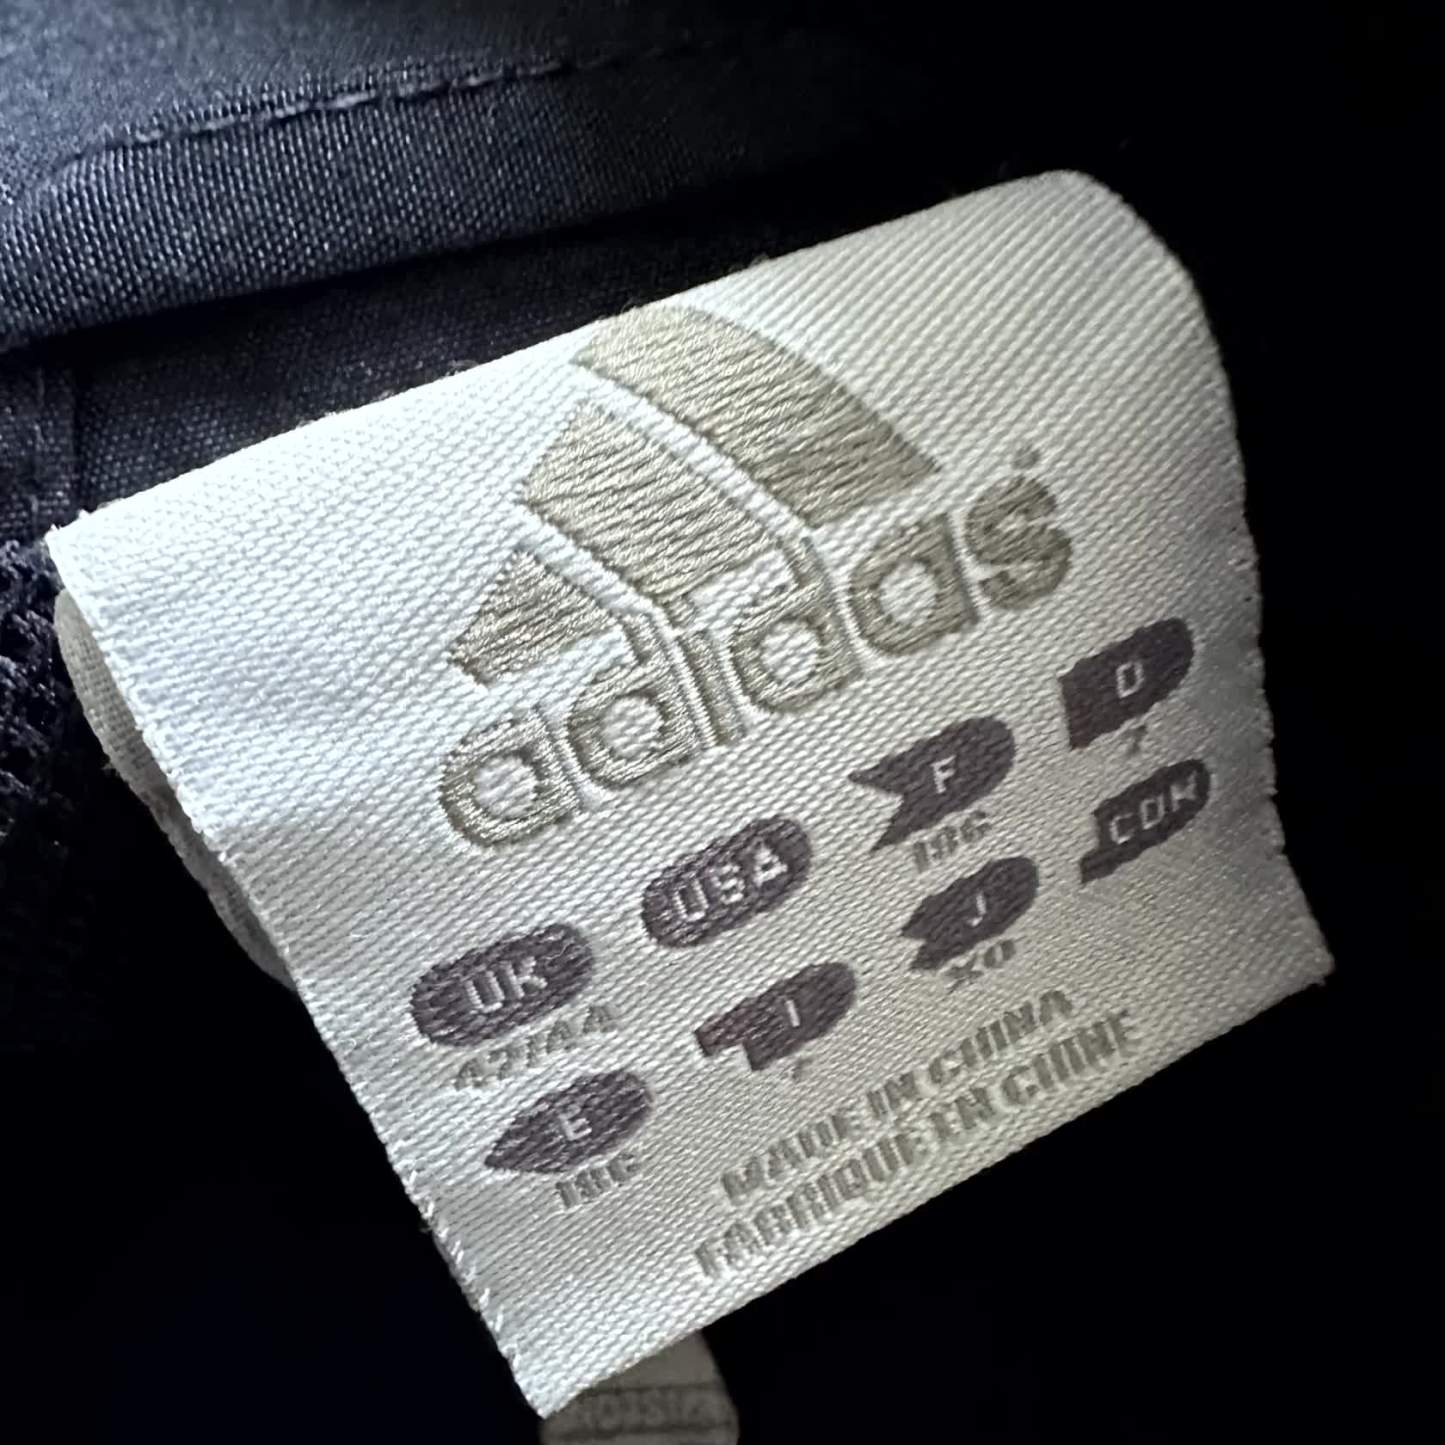 adidas
UK USA F D
42/44 186 7
E I J COR
186 7 XO
MADE IN CHINA
FABRIQUE EN CHINE